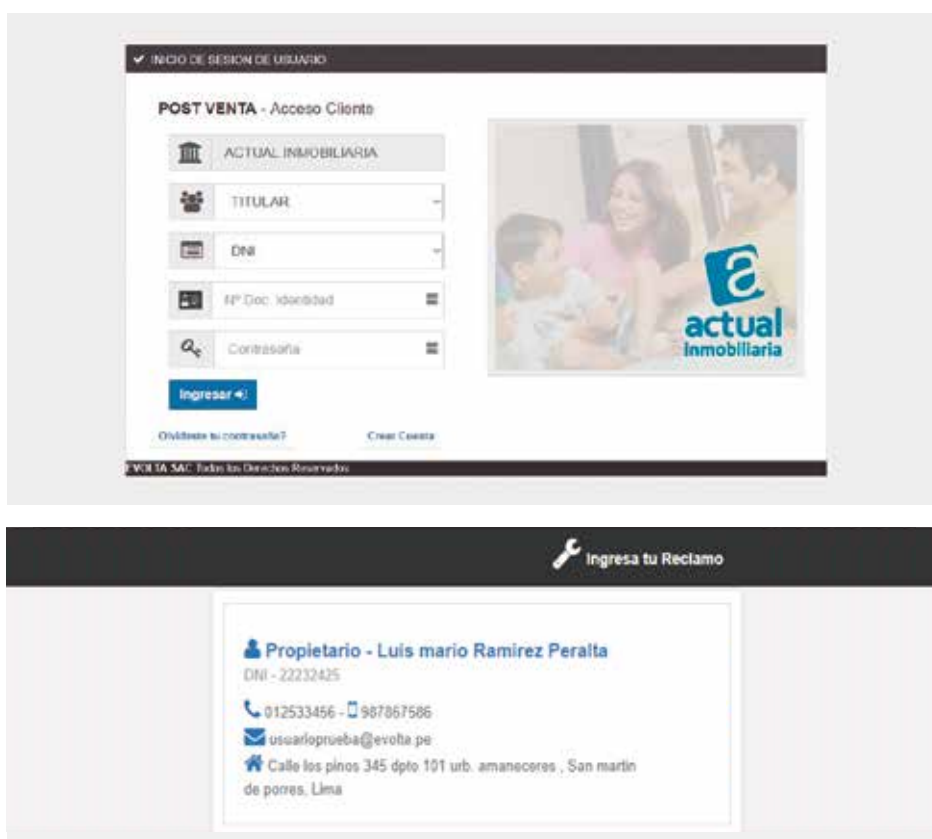 INICIO DE SESION DE USUARIO
POST VENTA - Acceso Cliente
ACTUAL INMOBILIARIA
TITULAR
DNI
Nº Doc. Identidad
Contraseña
Ingresar
Olvidaste tu contraseña?
Crear Cuenta
a
actual
inmobiliaria
EVOLTA SAC Todos los Derechos Reservados
Ingresa tu Reclamo
Propietario - Luis mario Ramirez Peralta
DNI - 22232425
012533456 - 987867586
usuarioprueba@evolta.pe
Calle los pinos 345 dpto 101 urb. amaneceres , San martin
de porres, Lima